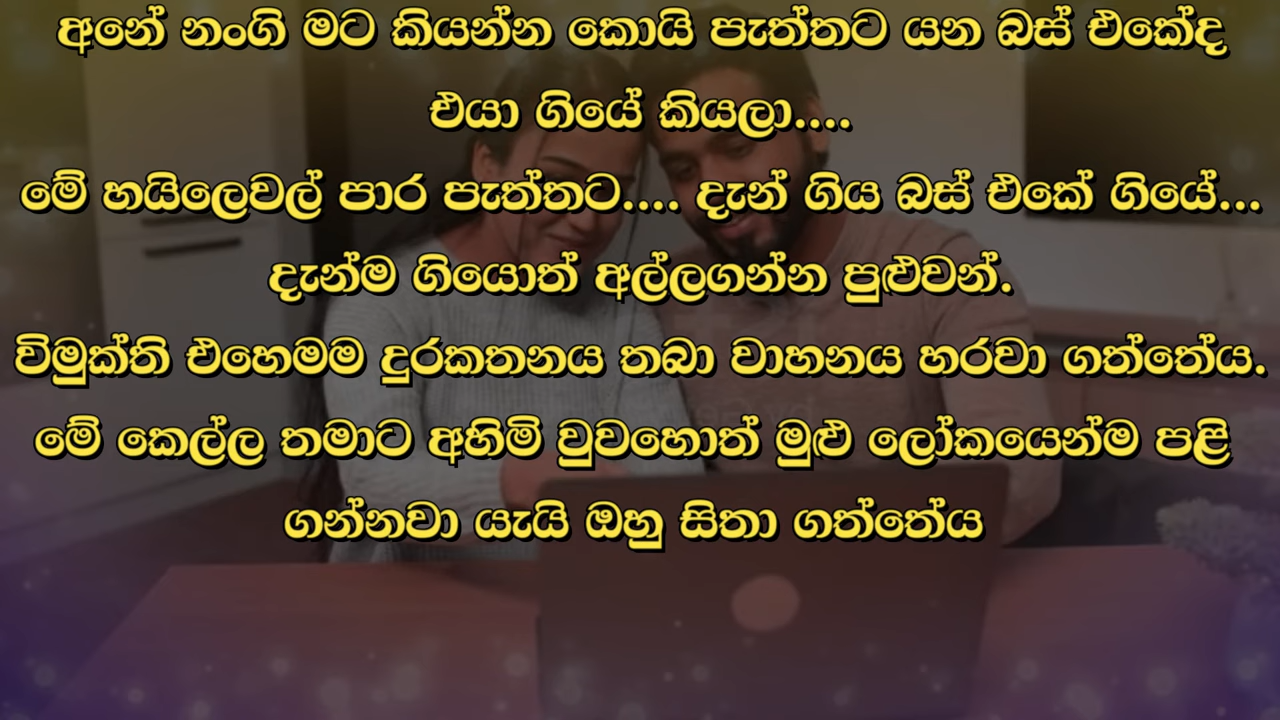 අනේ නංගි මට කියන්න කොයි පැත්තට යන බස් එකේද
එයා ගියේ කියලා....
මේ හයිලෙවල් පාර පැත්තට.... දැන් ගිය බස් එකේ ගියේ...
දැන්ම ගියොත් අල්ලගන්න පුළුවන්.
විමුක්ති එහෙමම දුරකතනය තබා වාහනය හරවා ගත්තේය.
මේ කෙල්ල තමාට අහිමි වුවහොත් මුළු ලෝකයෙන්ම පළි
ගන්නවා යැයි ඔහු සිතා ගත්තේය